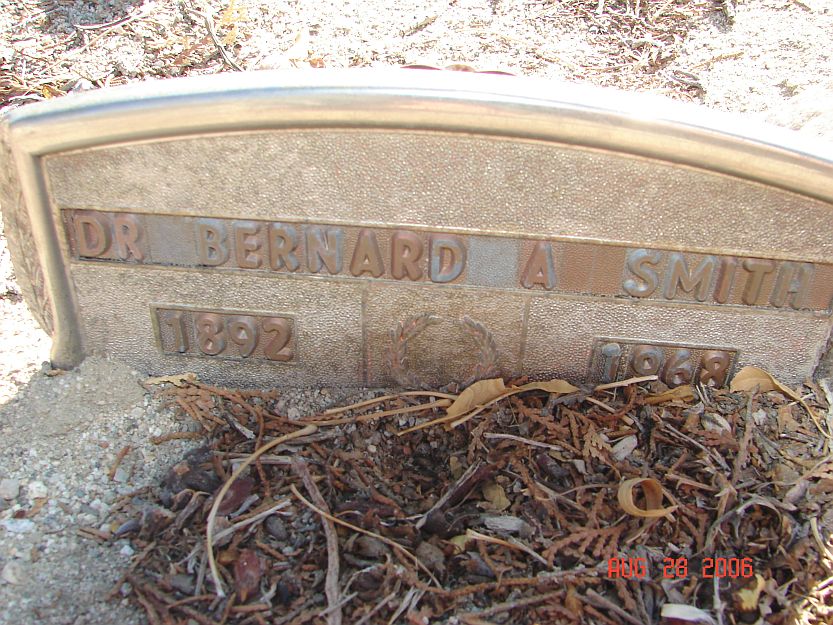 DR BERNARD A SMITH
1892 1968
AUG 28 2006